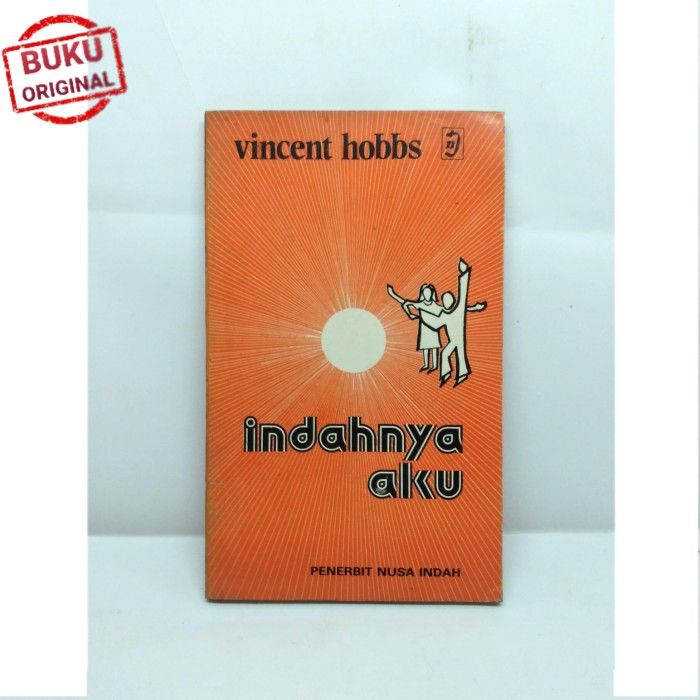 BUKU
ORIGINAL
vincent hobbs
indahnya
aku
PENERBIT NUSA INDAH